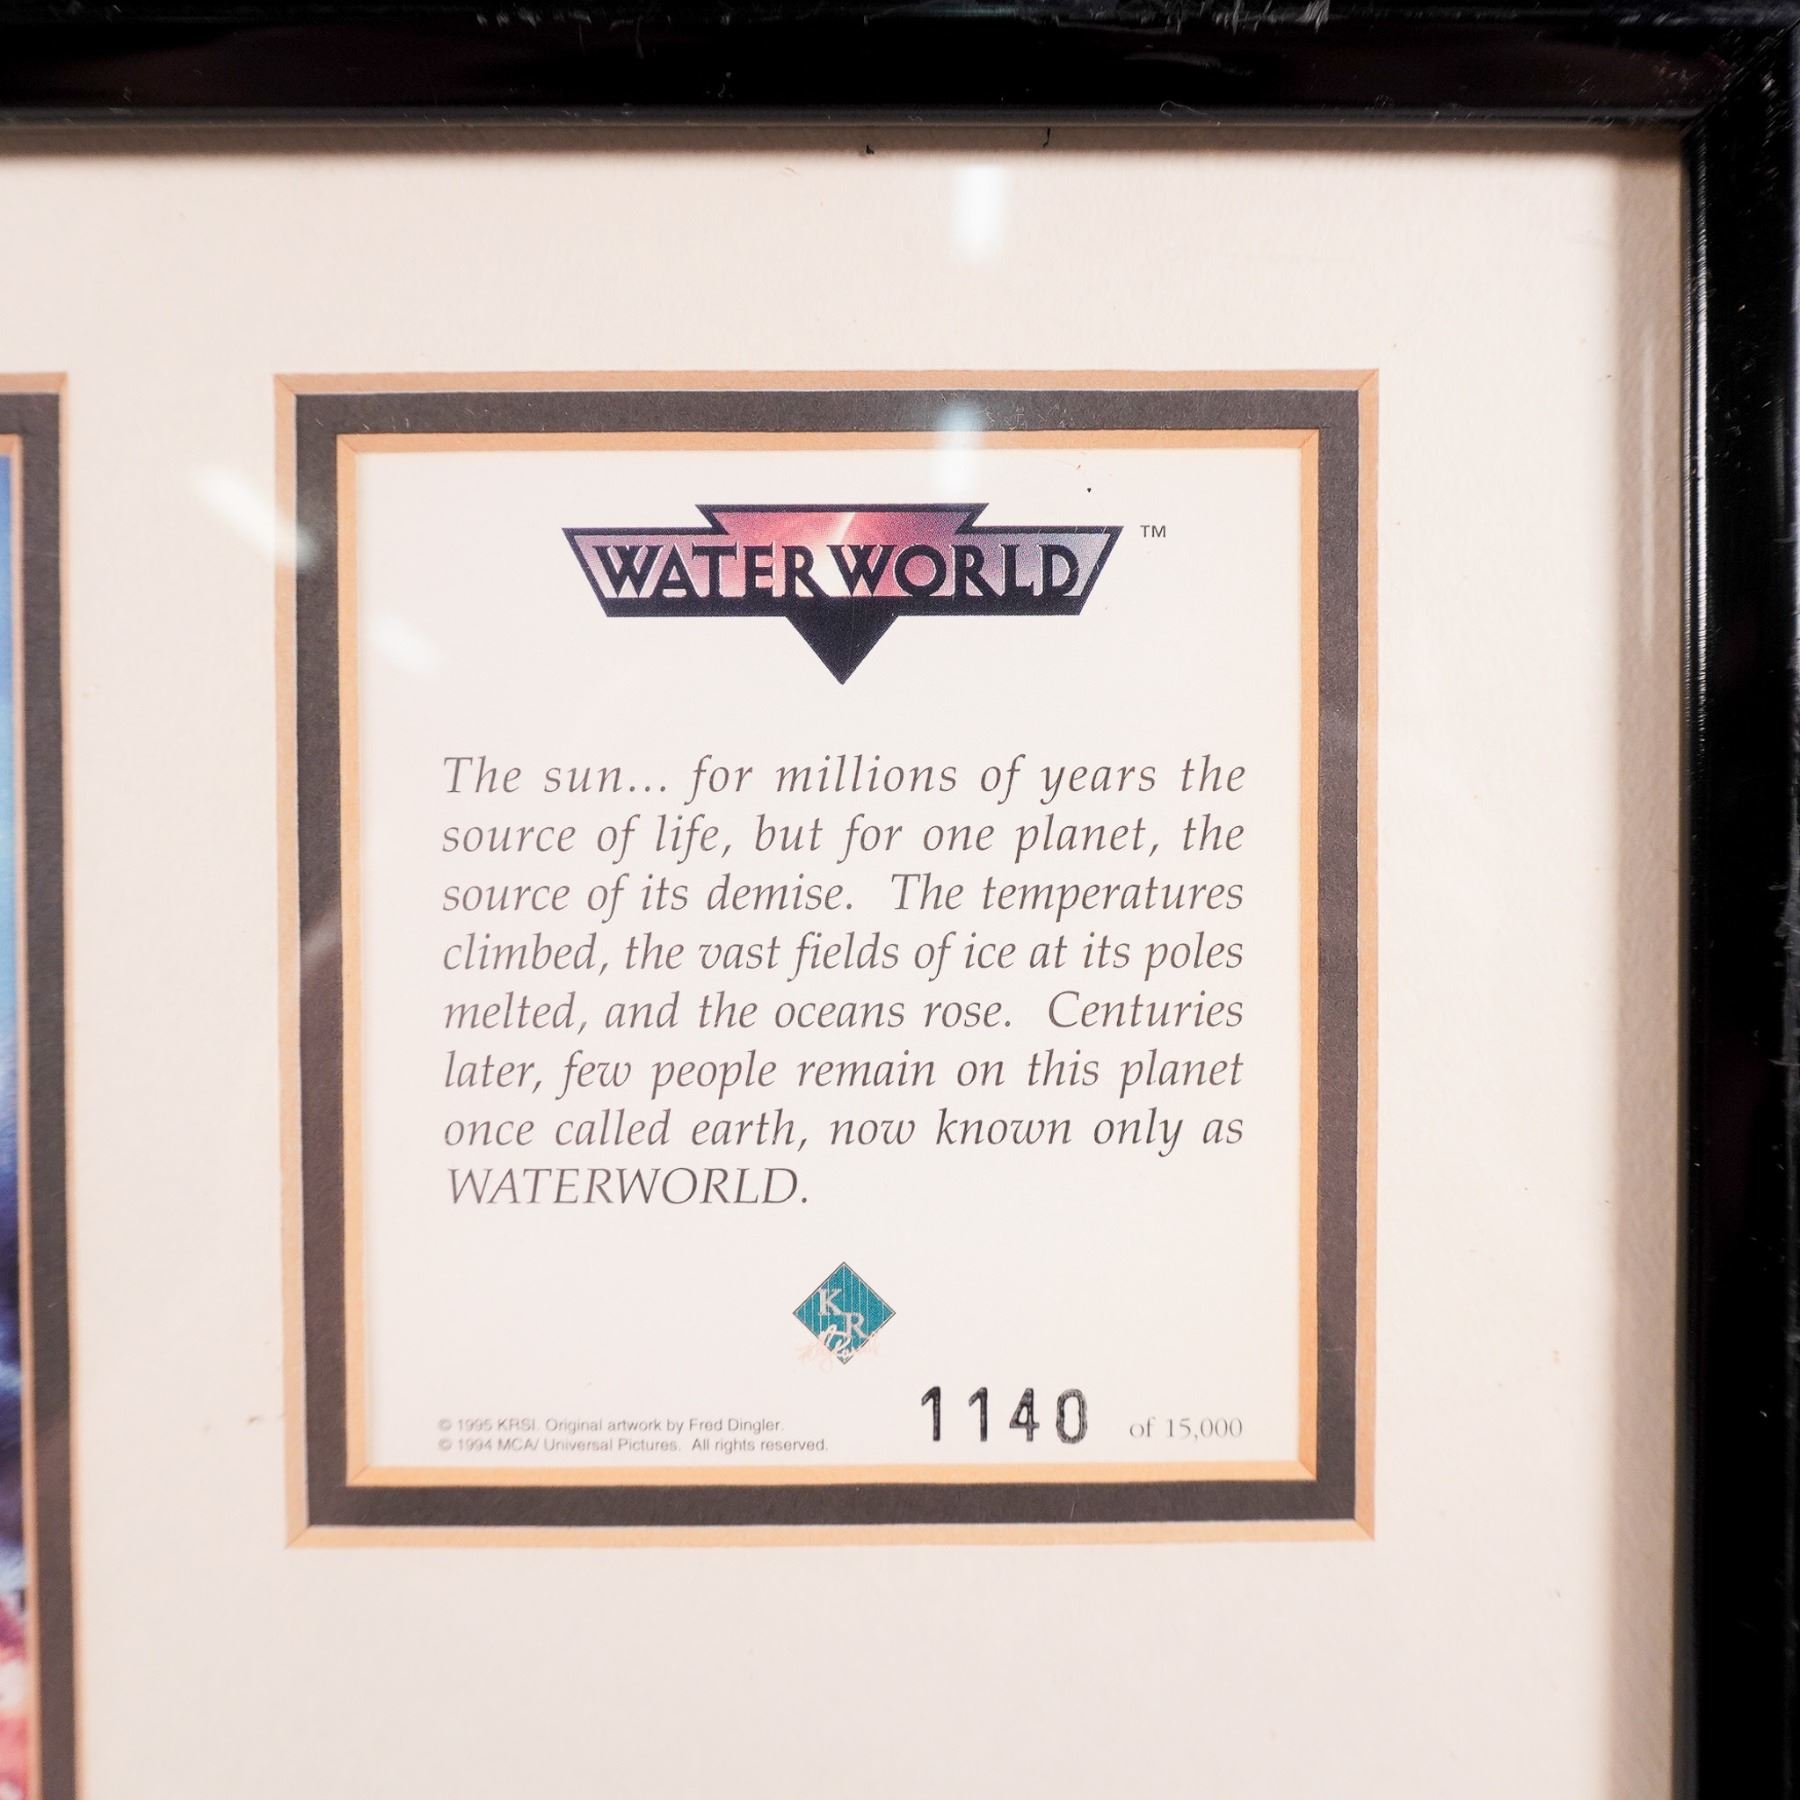 WATERWORLD ™
The sun... for millions of years the
source of life, but for one planet, the
source of its demise. The temperatures
climbed, the vast fields of ice at its poles
melted, and the oceans rose. Centuries
later, few people remain on this planet
once called earth, now known only as
WATERWORLD.
K
R
© 1995 KRSI. Original artwork by Fred Dingler.
© 1994 MCA/ Universal Pictures. All rights reserved.
1140 of 15,000